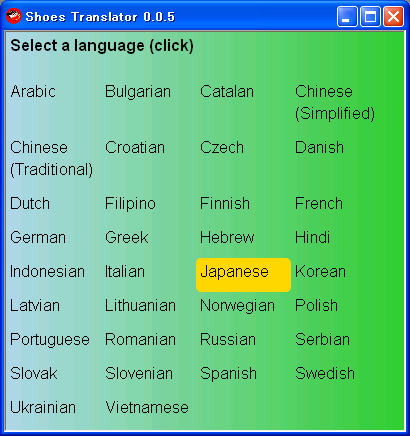 Shoes Translator 0.0.5
Select a language (click)
Arabic Bulgarian Catalan Chinese
(Simplified)
Chinese Croatian Czech Danish
(Traditional)
Dutch Filipino Finnish French
German Greek Hebrew Hindi
Indonesian Italian Japanese Korean
Latvian Lithuanian Norwegian Polish
Portuguese Romanian Russian Serbian
Slovak Slovenian Spanish Swedish
Ukrainian Vietnamese